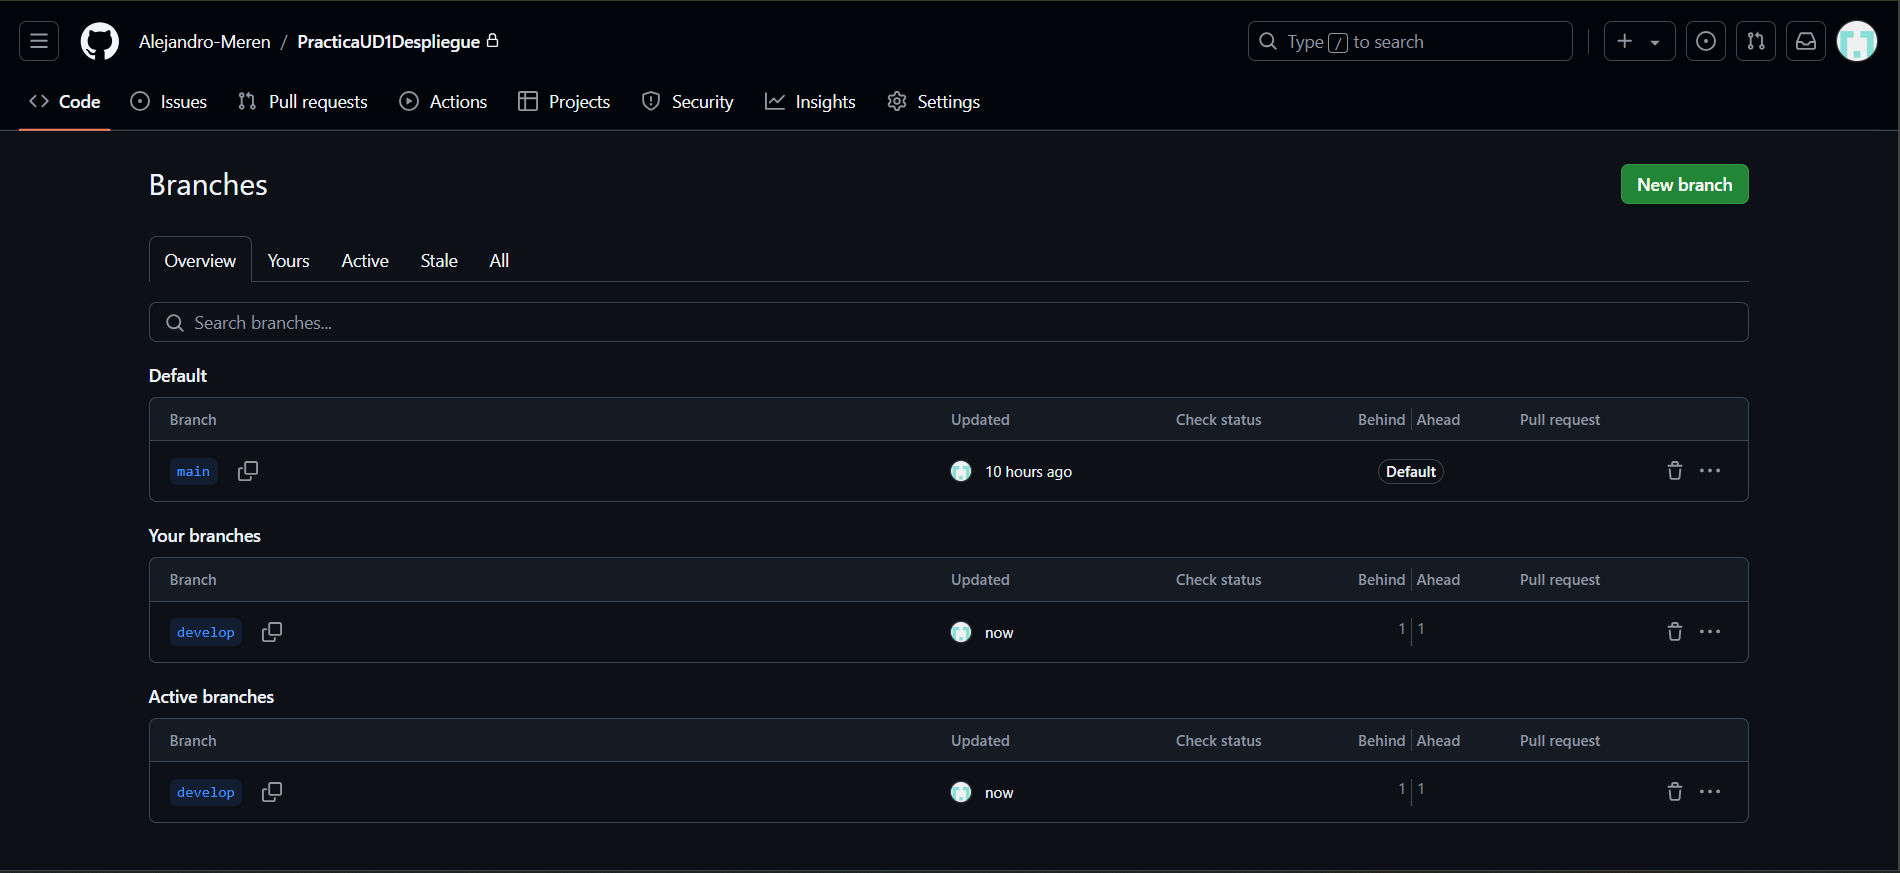 Alejandro-Meren / PracticaUD1Despliegue
Type / to search
Code Issues Pull requests Actions Projects Security Insights Settings
Branches
New branch
Overview Yours Active Stale All
Search branches...
Default
Branch Updated Check status Behind Ahead Pull request
main 10 hours ago Default
Your branches
Branch Updated Check status Behind Ahead Pull request
develop now 1 1
Active branches
Branch Updated Check status Behind Ahead Pull request
develop now 1 1